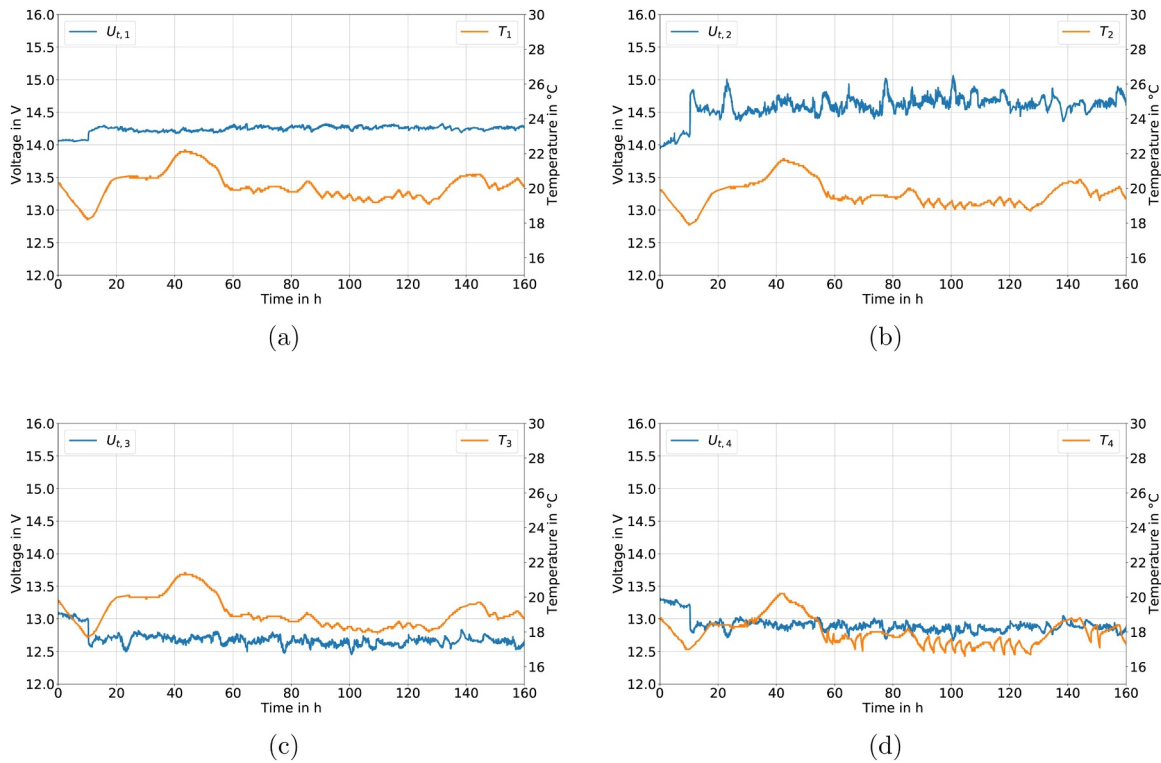 16.0 15.5 15.0 14.5 14.0 13.5 13.0 12.5 12.0
Voltage in V
U_{t,1}
T_1
30 28 26 24 22 20 18 16
Temperature in °C
0 20 40 60 80 100 120 140 160
Time in h
(a)
16.0 15.5 15.0 14.5 14.0 13.5 13.0 12.5 12.0
Voltage in V
U_{t,2}
T_2
30 28 26 24 22 20 18 16
Temperature in °C
0 20 40 60 80 100 120 140 160
Time in h
(b)
16.0 15.5 15.0 14.5 14.0 13.5 13.0 12.5 12.0
Voltage in V
U_{t,3}
T_3
30 28 26 24 22 20 18 16
Temperature in °C
0 20 40 60 80 100 120 140 160
Time in h
(c)
16.0 15.5 15.0 14.5 14.0 13.5 13.0 12.5 12.0
Voltage in V
U_{t,4}
T_4
30 28 26 24 22 20 18 16
Temperature in °C
0 20 40 60 80 100 120 140 160
Time in h
(d)